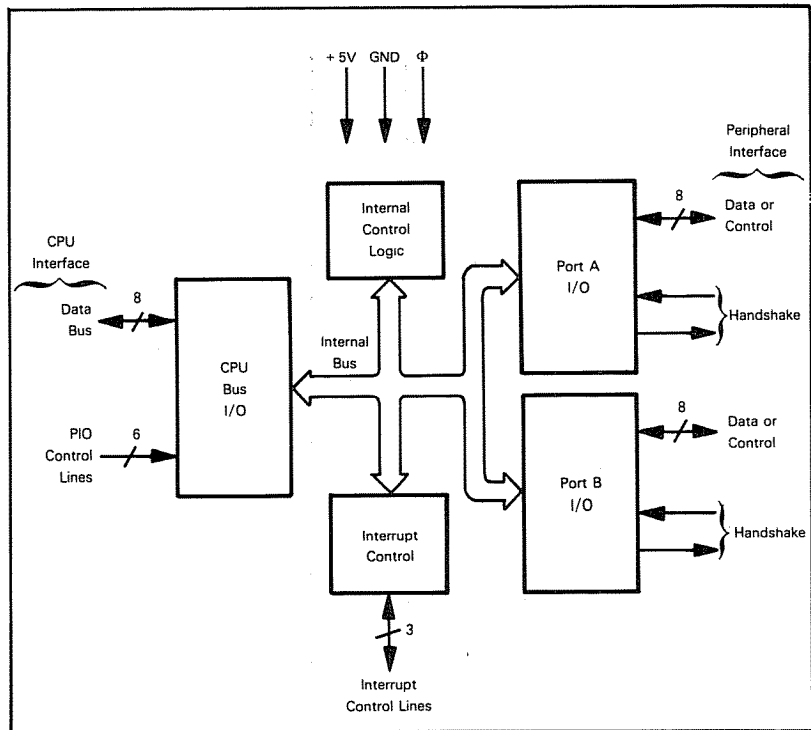 + 5V GND Φ
Peripheral
Interface
8
Data or
Control
Internal
Control
Logic
CPU
Interface
Port A
I/O
Data
Bus
8
Handshake
Internal
Bus
CPU
Bus
I/O
PIO
Control
Lines
6
8
Data or
Control
Port B
I/O
Interrupt
Control
Handshake
3
Interrupt
Control Lines